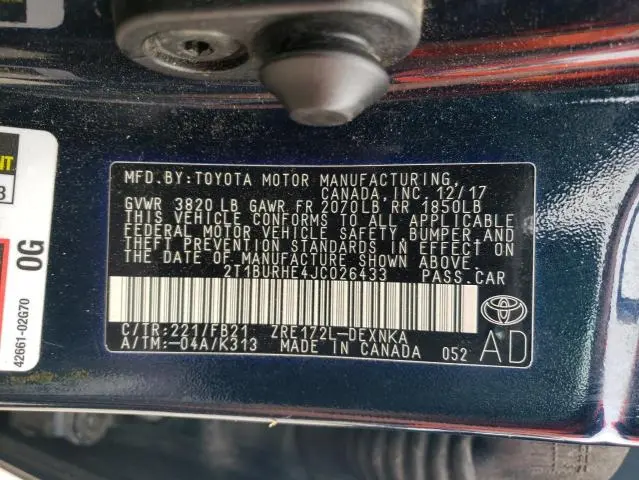 MFD.BY:TOYOTA MOTOR MANUFACTURING
CANADA, INC. 12/17
GVWR 3820 LB GAWR FR 2070LB RR 1850LB
THIS VEHICLE CONFORMS TO ALL APPLICABLE
FEDERAL MOTOR VEHICLE SAFETY, BUMPER, AND
THEFT PREVENTION STANDARDS IN EFFECT ON
THE DATE OF MANUFACTURE SHOWN ABOVE.
2T1BURHE4JC026433 PASS.CAR
C/TR:221/FB21 ZRE172L-DEXNKA
A/TM:-04A/K313 MADE IN CANADA 052
AD
0G
42661-02G70